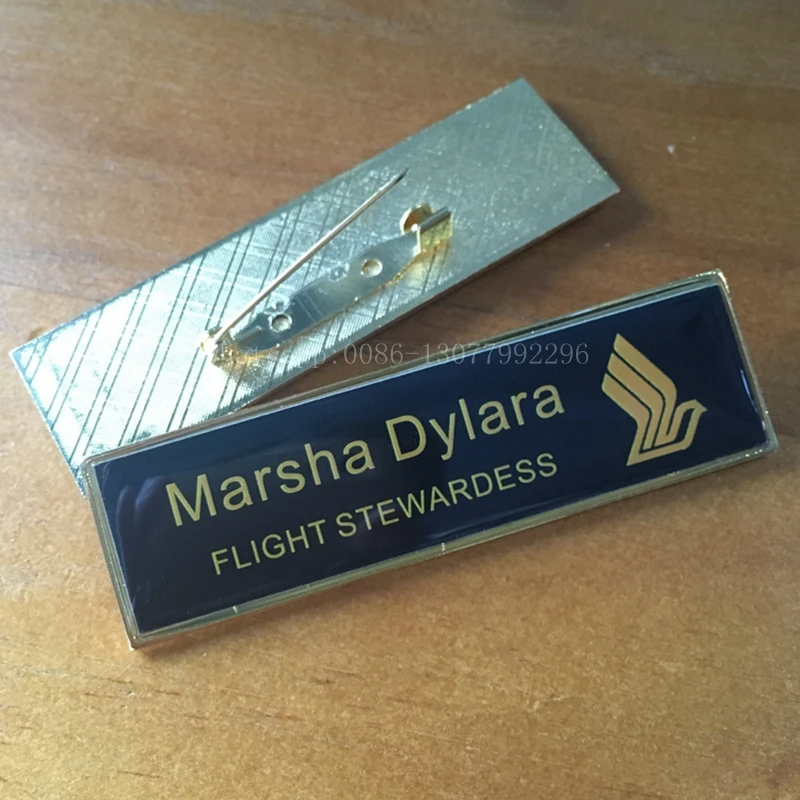 :0086-13077992296
Marsha Dylara
FLIGHT STEWARDESS